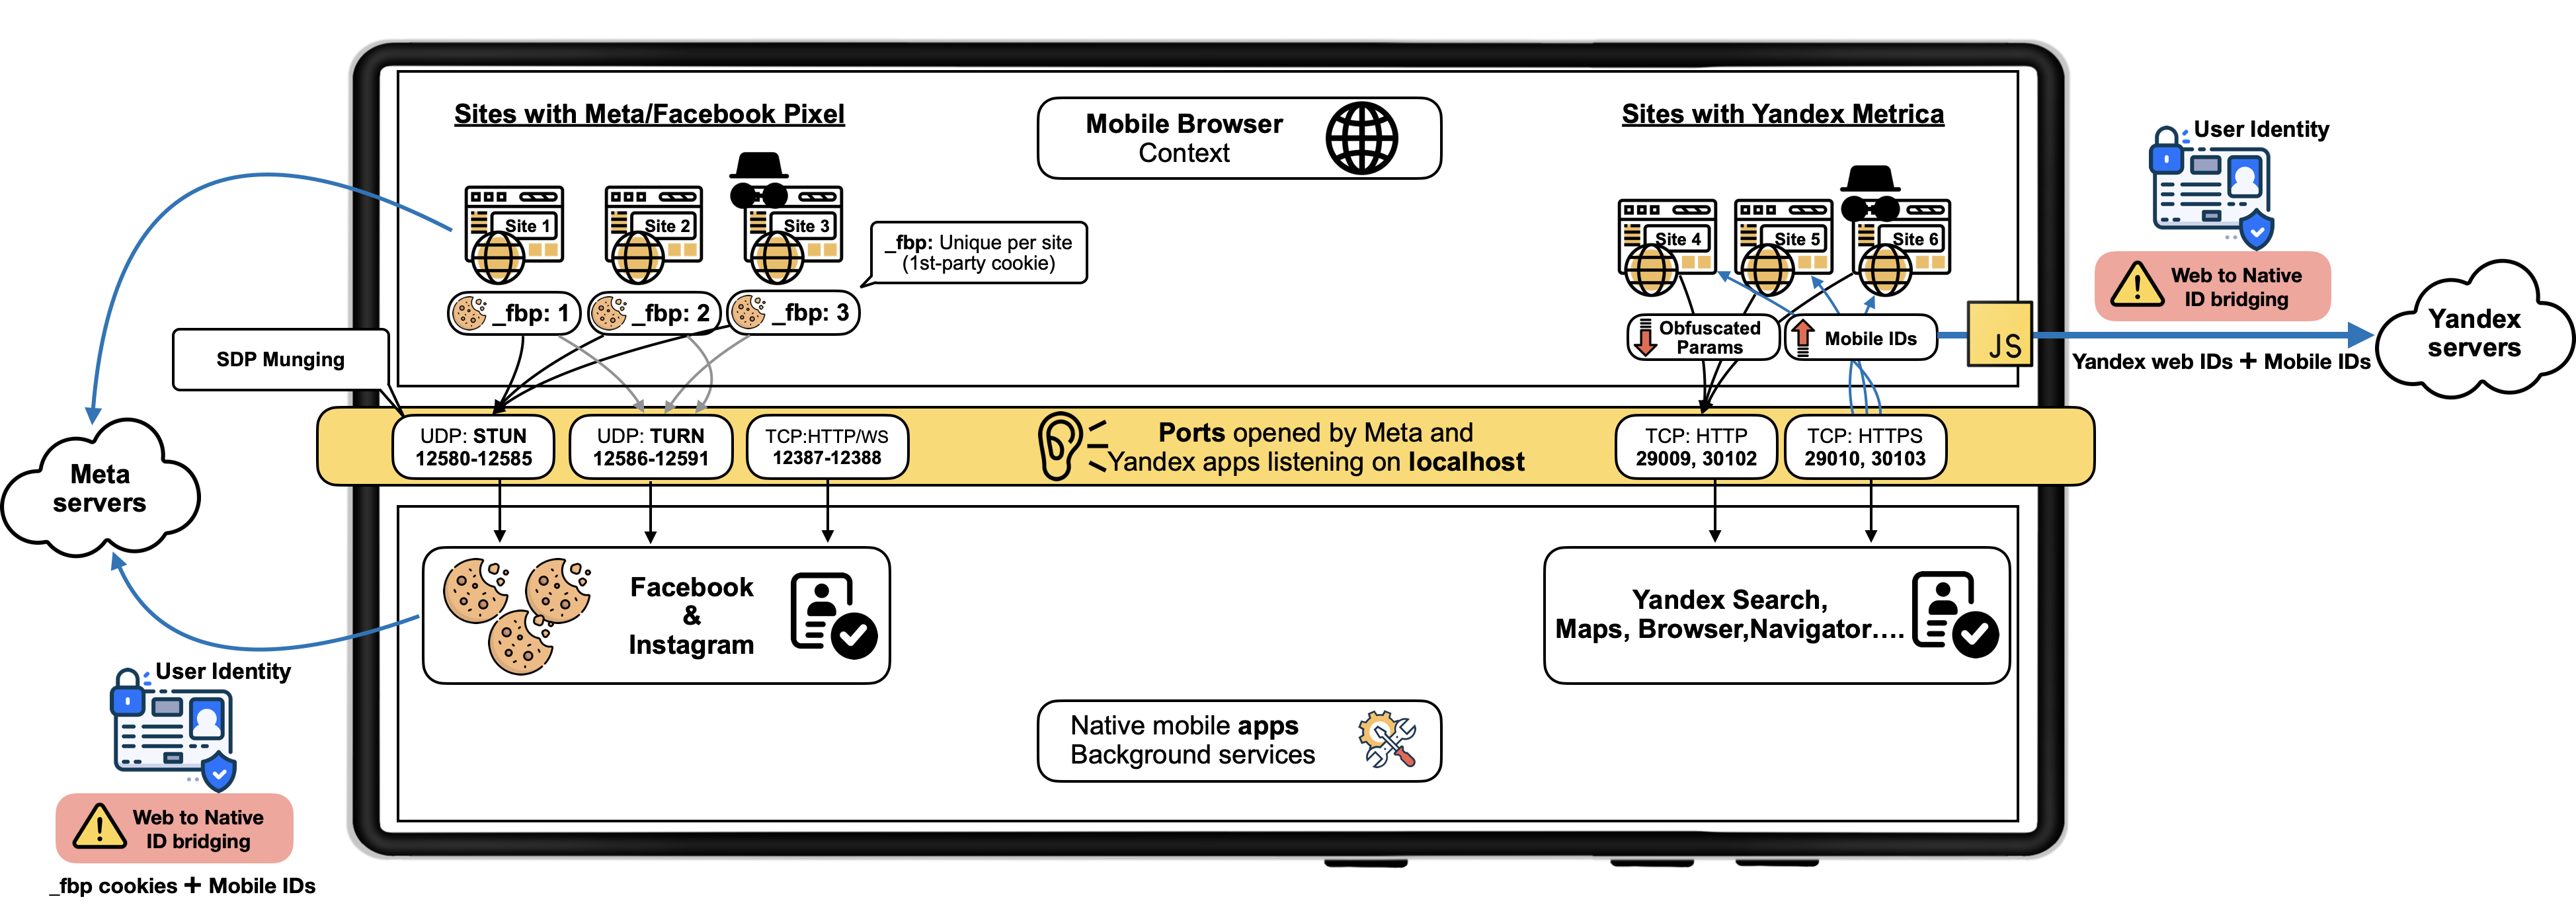 Sites with Meta/Facebook Pixel
Mobile Browser
Context
Sites with Yandex Metrica
User Identity
Site 1
Site 2
Site 3
_fbp: Unique per site
(1st-party cookie)
Site 4
Site 5
Site 6
Web to Native
ID bridging
_fbp: 1
_fbp: 2
_fbp: 3
Obfuscated
Params
Mobile IDs
JS
Yandex
servers
Yandex web IDs + Mobile IDs
SDP Munging
UDP: STUN
12580-12585
UDP: TURN
12586-12591
TCP:HTTP/WS
12387-12388
Ports opened by Meta and
Yandex apps listening on localhost
TCP: HTTP
29009, 30102
TCP: HTTPS
29010, 30103
Meta
servers
Facebook
&
Instagram
Yandex Search,
Maps, Browser,Navigator....
User Identity
Native mobile apps
Background services
Web to Native
ID bridging
_fbp cookies + Mobile IDs